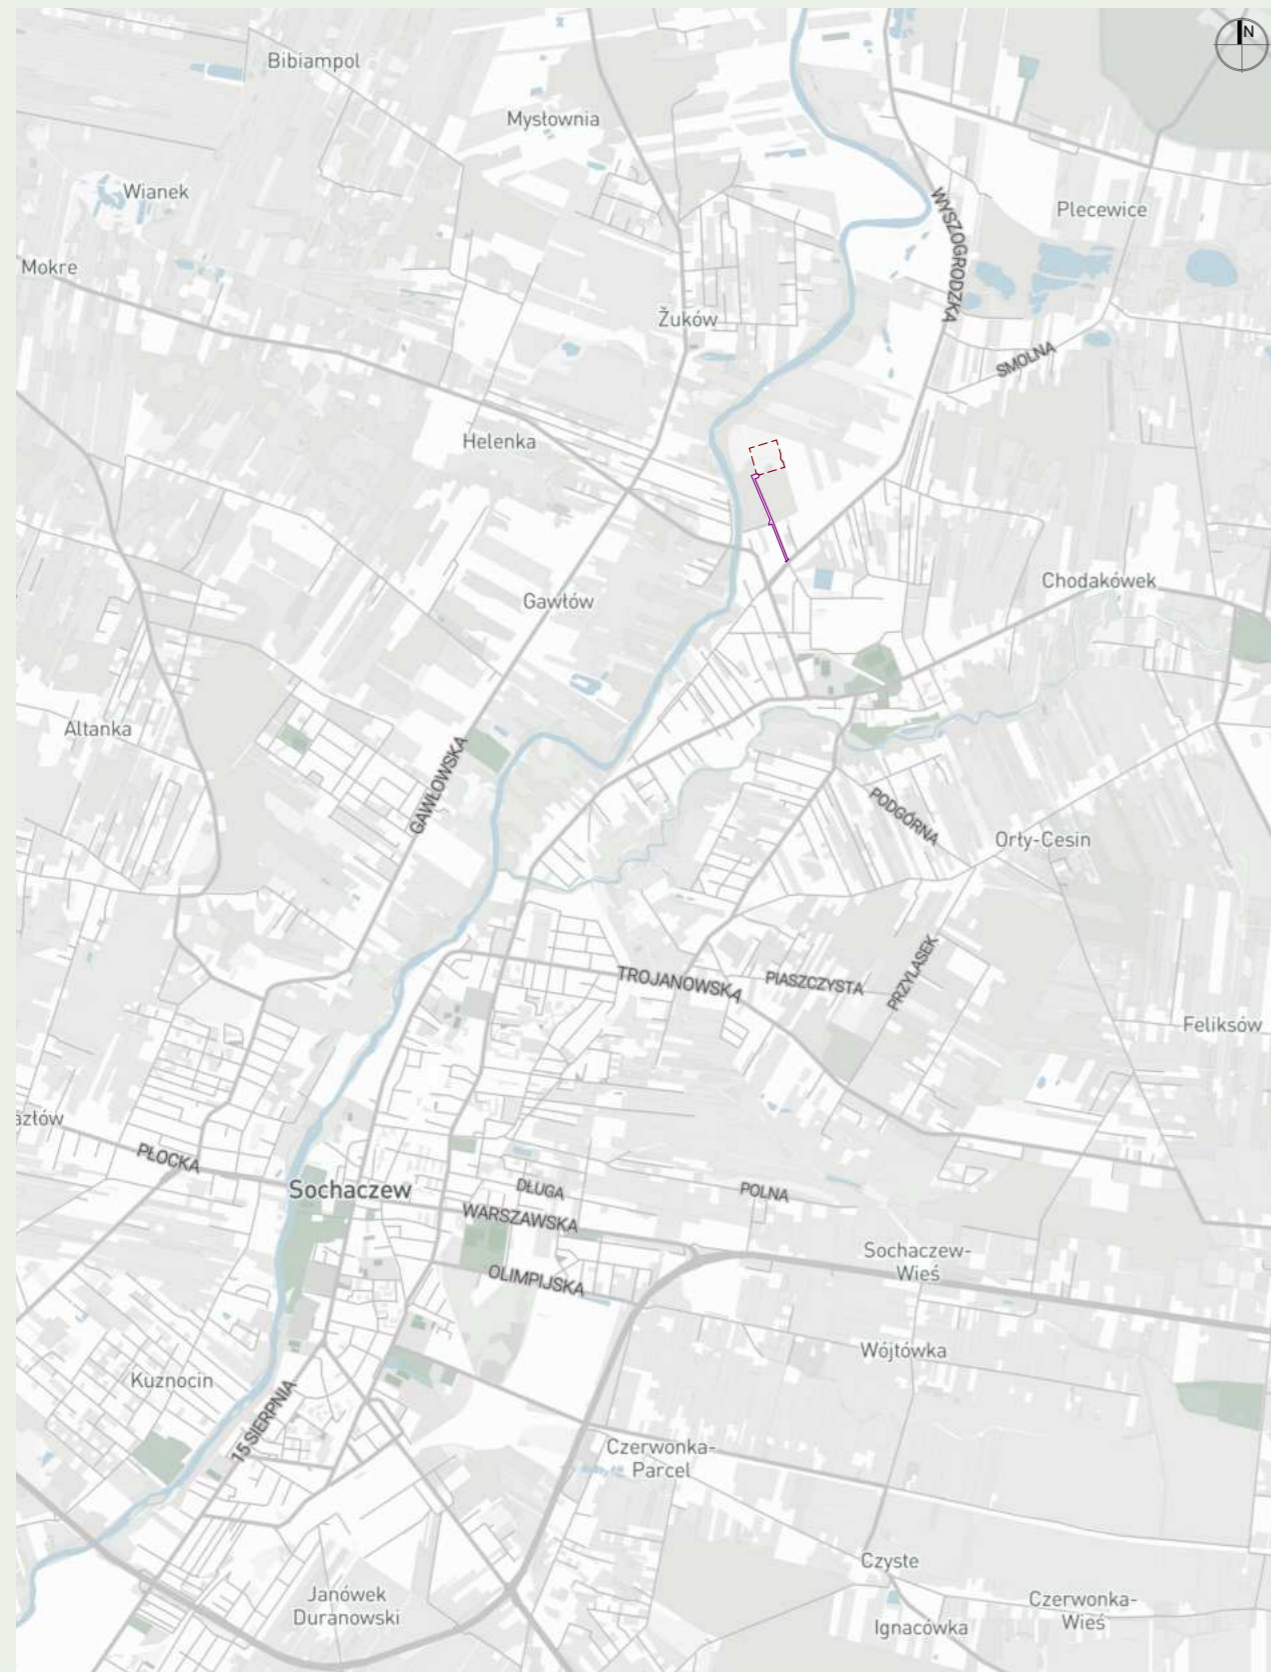 N
Bibiampol
Mysłownia
Wianek
Plecewice
WYSZOGRODZKA
Mokre
Żuków
SMOLNA
Helenka
Chodakówek
Gawłów
Altanka
GAWŁOWSKA
PODGÓRNA
Orły-Cesin
TROJANOWSKA
PIASZCZYSTA
PRZYLASEK
Feliksów
PŁOCKA
Sochaczew
DŁUGA
POLNA
WARSZAWSKA
Sochaczew-
Wieś
OLIMPIJSKA
Wójtówka
Kuznocin
15 SIERPNIA
Czerwonka-
Parcel
Czyste
Janówek
Duranowski
Czerwonka-
Wieś
Ignacówka